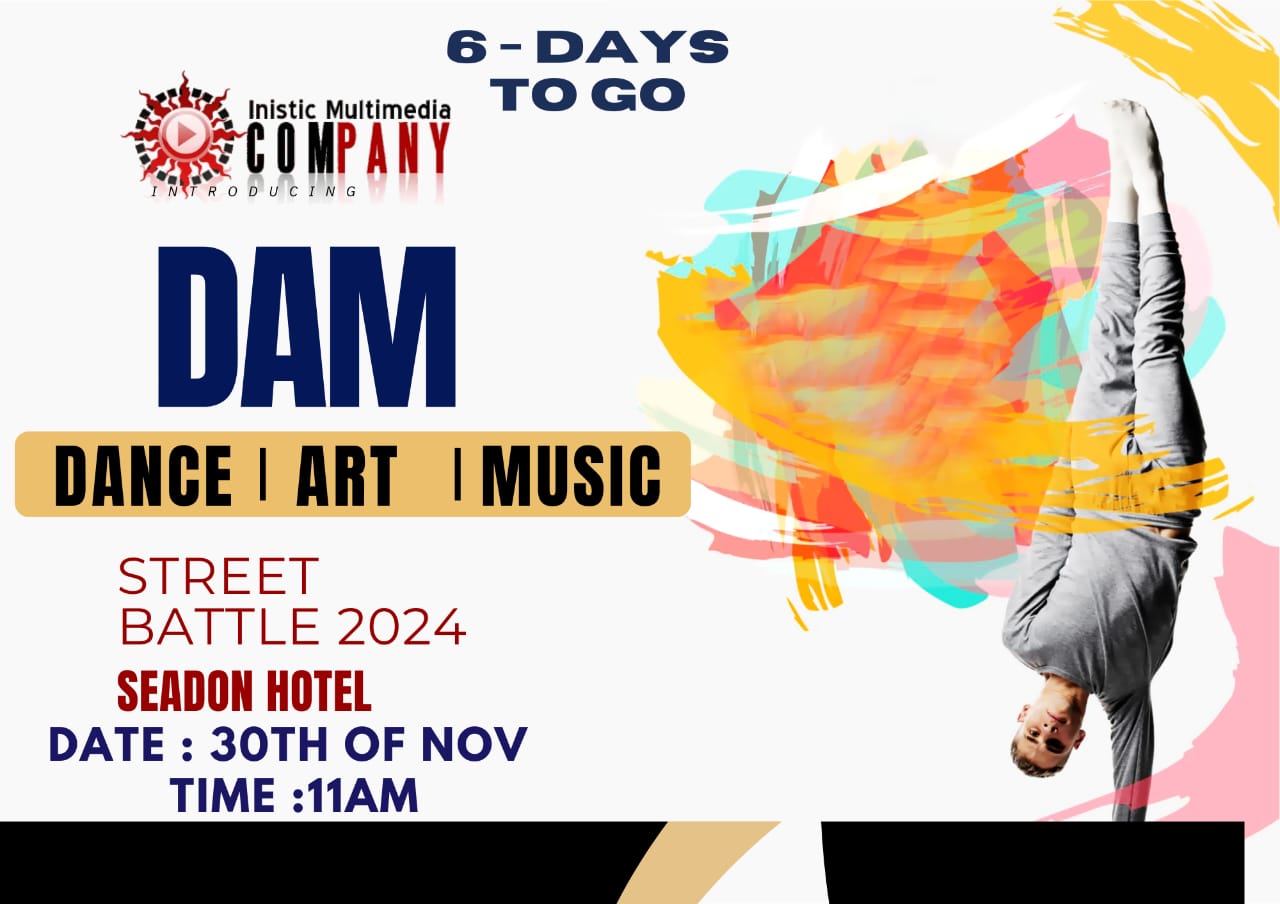 6 - DAYS
TO GO
Inistic Multimedia
COMPANY
INTRODUCING
DAM
DANCE | ART | MUSIC
STREET
BATTLE 2024
SEADON HOTEL
DATE : 30TH OF NOV
TIME :11AM